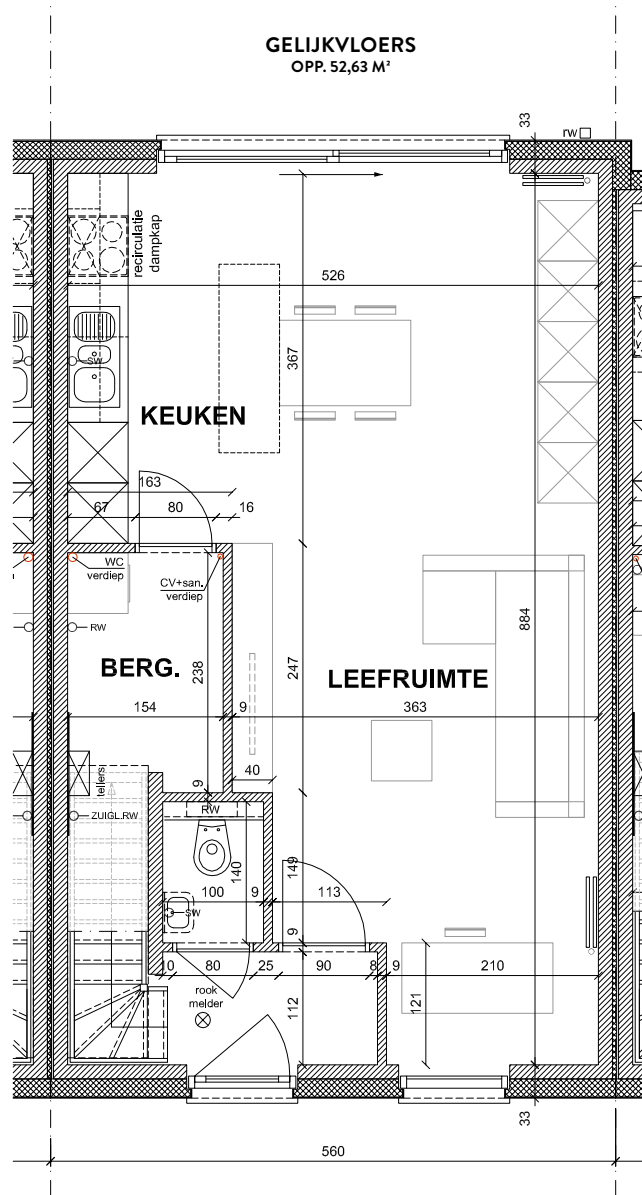 GELIJKVLOERS
OPP. 52,63 M²
33
rw
recirculatie
dampkap
526
367
SW
KEUKEN
163
67
80
16
WC
verdiep
CV+san.
verdiep
RW
BERG.
238
247
LEEFRUIMTE
884
154
9
363
40
tellers
9
RW
ZUIGL.RW
140
149
100
9
113
SW
9
10
80
25
90
8
9
210
rook
melder
112
121
33
560